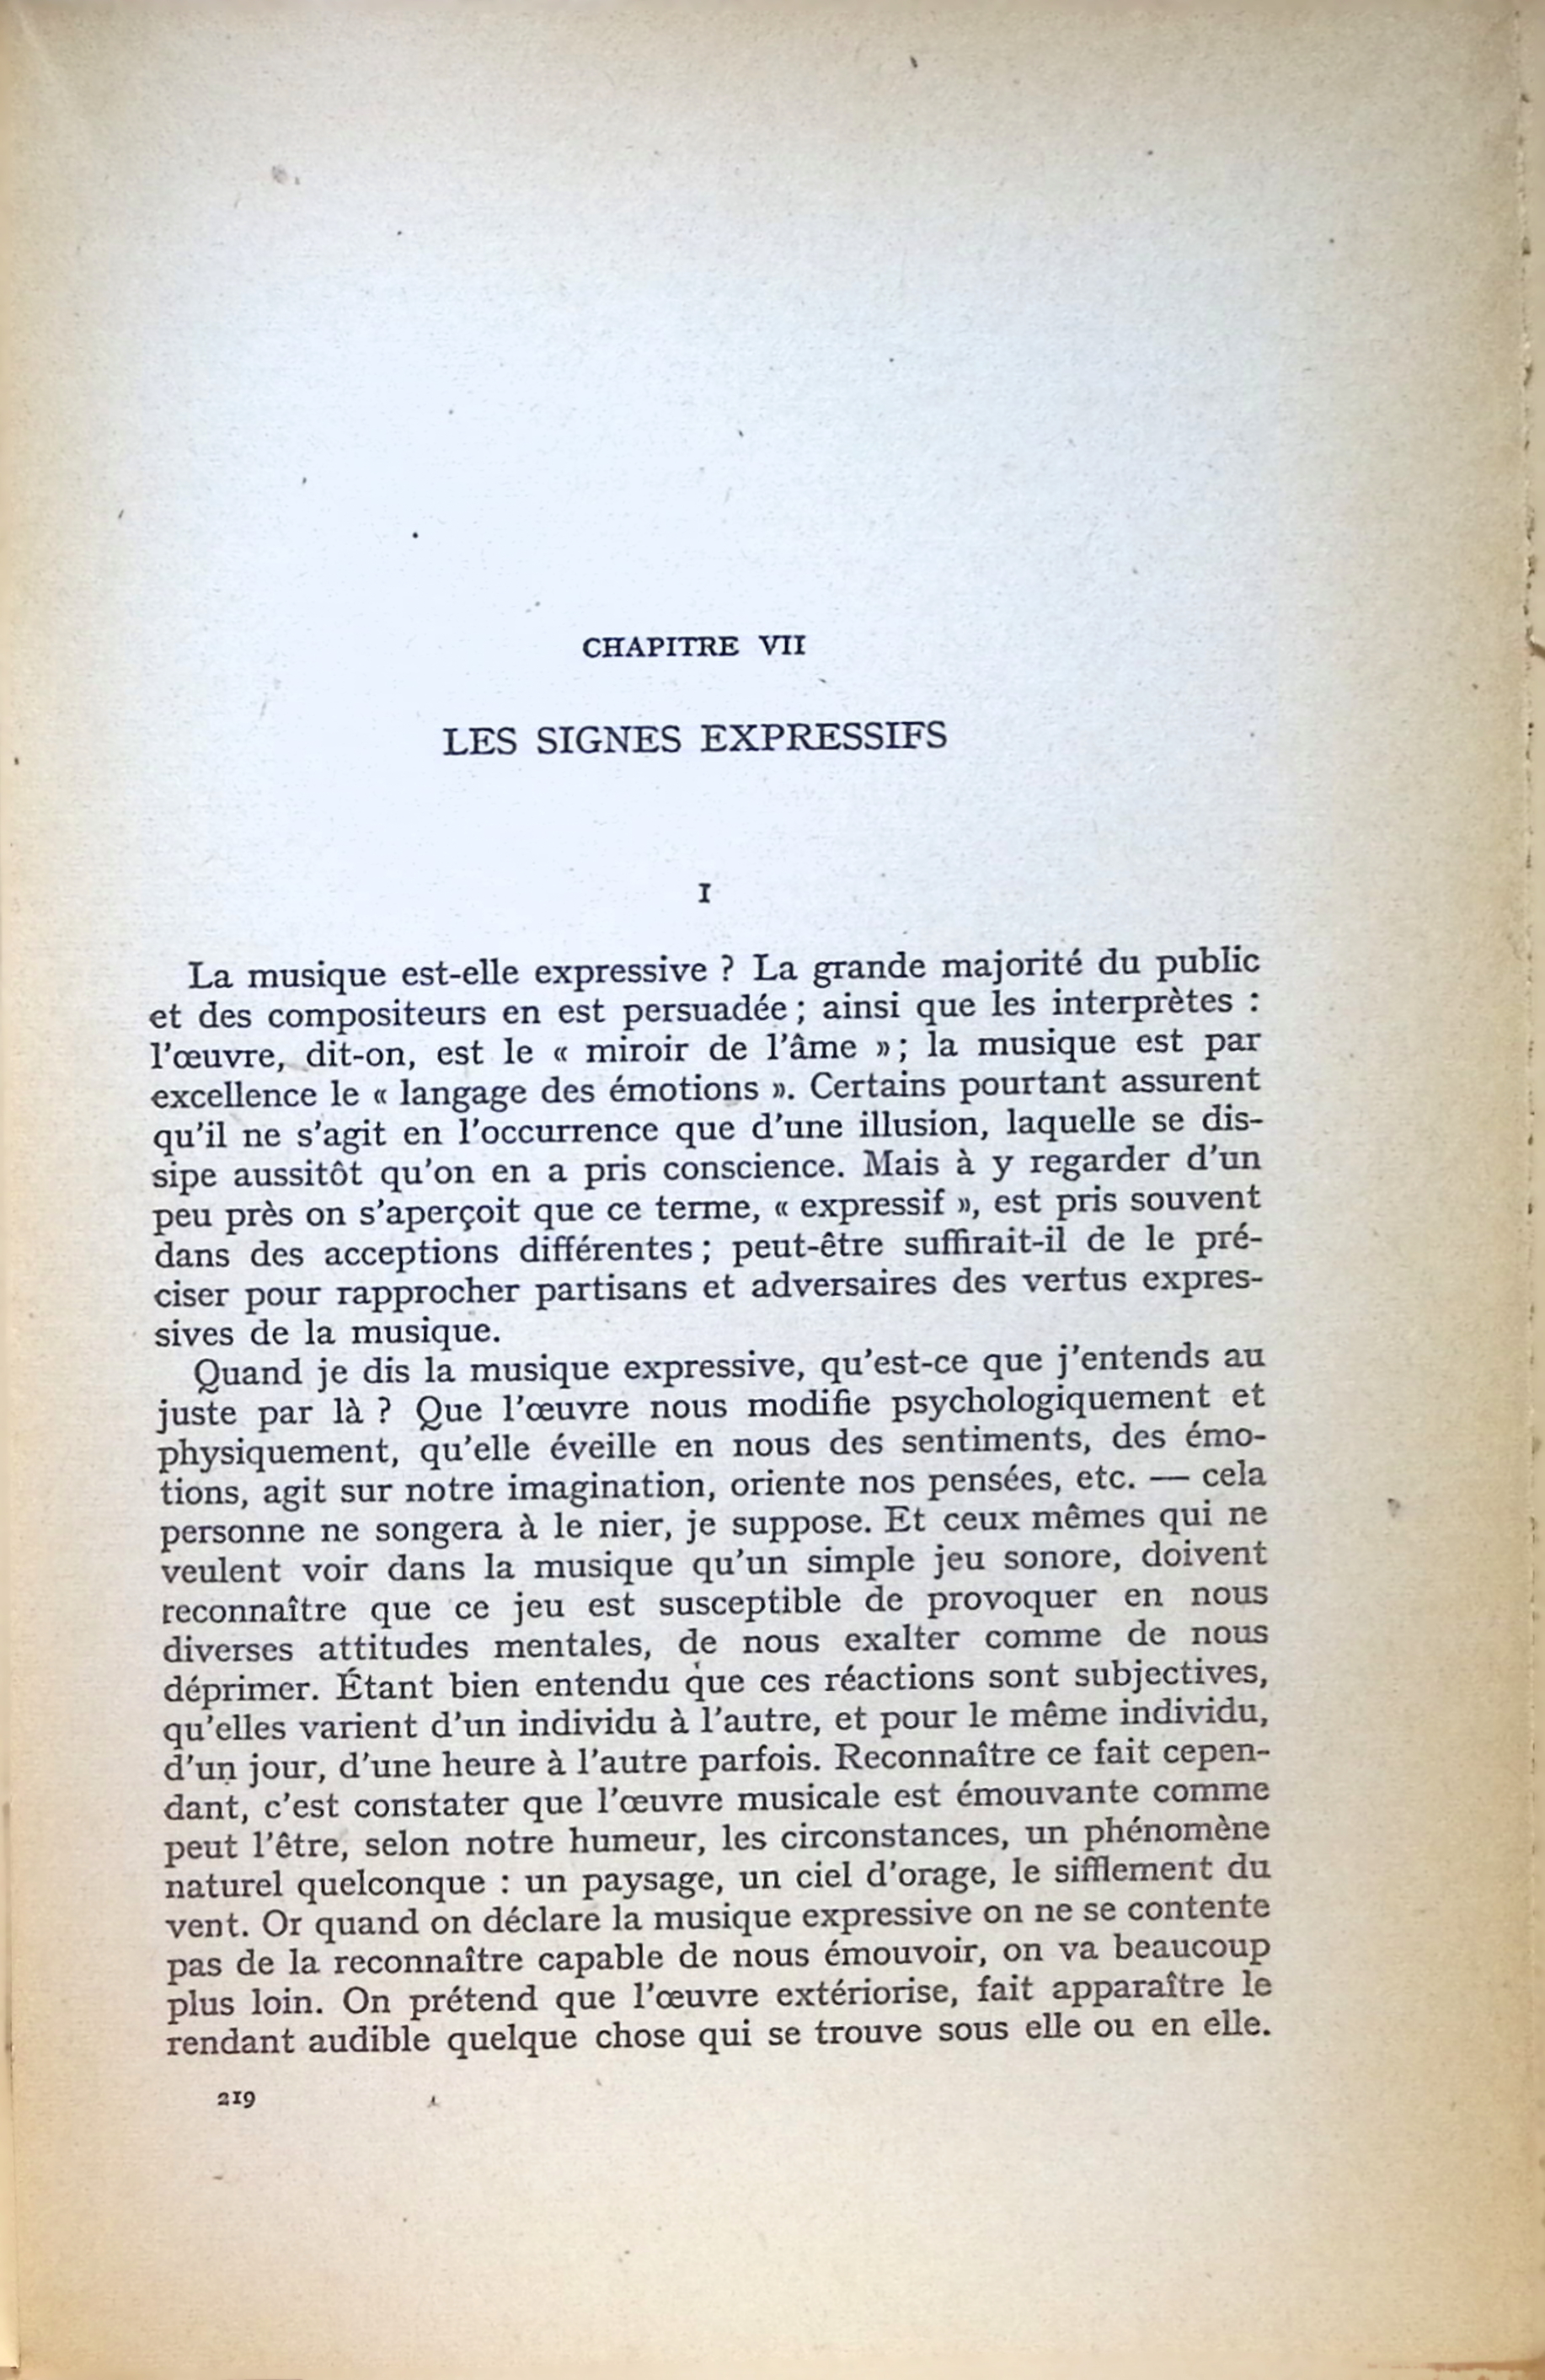 CHAPITRE VII
LES SIGNES EXPRESSIFS
I
La musique est-elle expressive ? La grande majorité du public
et des compositeurs en est persuadée ; ainsi que les interprètes :
l'œuvre, dit-on, est le « miroir de l'âme » ; la musique est par
excellence le « langage des émotions ». Certains pourtant assurent
qu'il ne s'agit en l'occurrence que d'une illusion, laquelle se dis-
sipe aussitôt qu'on en a pris conscience. Mais à y regarder d'un
peu près on s'aperçoit que ce terme, « expressif », est pris souvent
dans des acceptions différentes ; peut-être suffirait-il de le pré-
ciser pour rapprocher partisans et adversaires des vertus expres-
sives de la musique.
Quand je dis la musique expressive, qu'est-ce que j'entends au
juste par là ? Que l'œuvre nous modifie psychologiquement et
physiquement, qu'elle éveille en nous des sentiments, des émo-
tions, agit sur notre imagination, oriente nos pensées, etc. — cela
personne ne songera à le nier, je suppose. Et ceux mêmes qui ne
veulent voir dans la musique qu'un simple jeu sonore, doivent
reconnaître que ce jeu est susceptible de provoquer en nous
diverses attitudes mentales, de nous exalter comme de nous
déprimer. Étant bien entendu que ces réactions sont subjectives,
qu'elles varient d'un individu à l'autre, et pour le même individu,
d'un jour, d'une heure à l'autre parfois. Reconnaître ce fait cepen-
dant, c'est constater que l'œuvre musicale est émouvante comme
peut l'être, selon notre humeur, les circonstances, un phénomène
naturel quelconque : un paysage, un ciel d'orage, le sifflement du
vent. Or quand on déclare la musique expressive on ne se contente
pas de la reconnaître capable de nous émouvoir, on va beaucoup
plus loin. On prétend que l'œuvre extériorise, fait apparaître le
rendant audible quelque chose qui se trouve sous elle ou en elle.
219